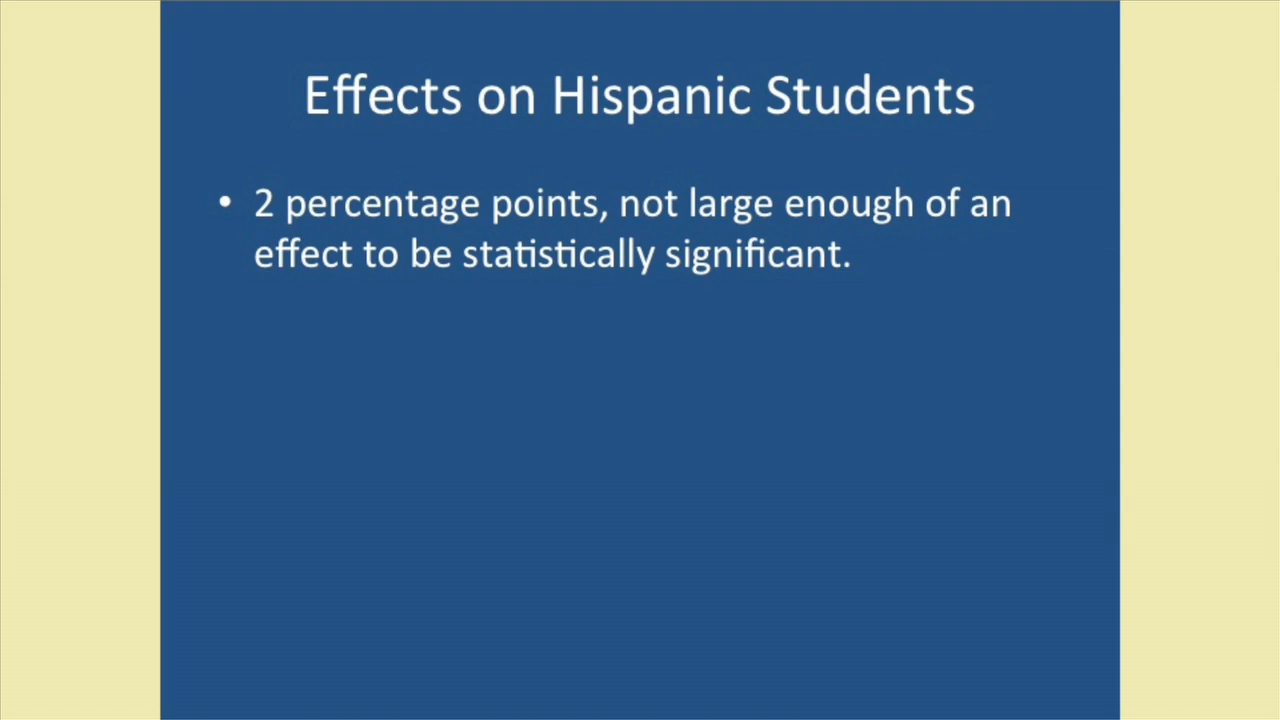 Effects on Hispanic Students
• 2 percentage points, not large enough of an
effect to be statistically significant.